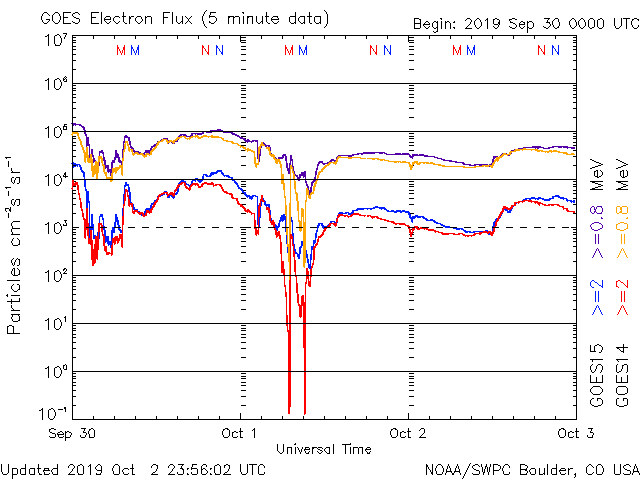 GOES Electron Flux (5 minute data)
Begin: 2019 Sep 30 0000 UTC
10⁷
10⁶
10⁵
10⁴
10³
10²
10¹
10⁰
10⁻¹
M M N N M M N N M M N N
Particles cm⁻²s⁻¹sr⁻¹
Sep 30 Oct 1 Oct 2 Oct 3
Universal Time
GOES15 >=2 >=0.8 MeV
GOES14 >=2 >=0.8 MeV
Updated 2019 Oct 2 23:56:02 UTC
NOAA/SWPC Boulder, CO USA